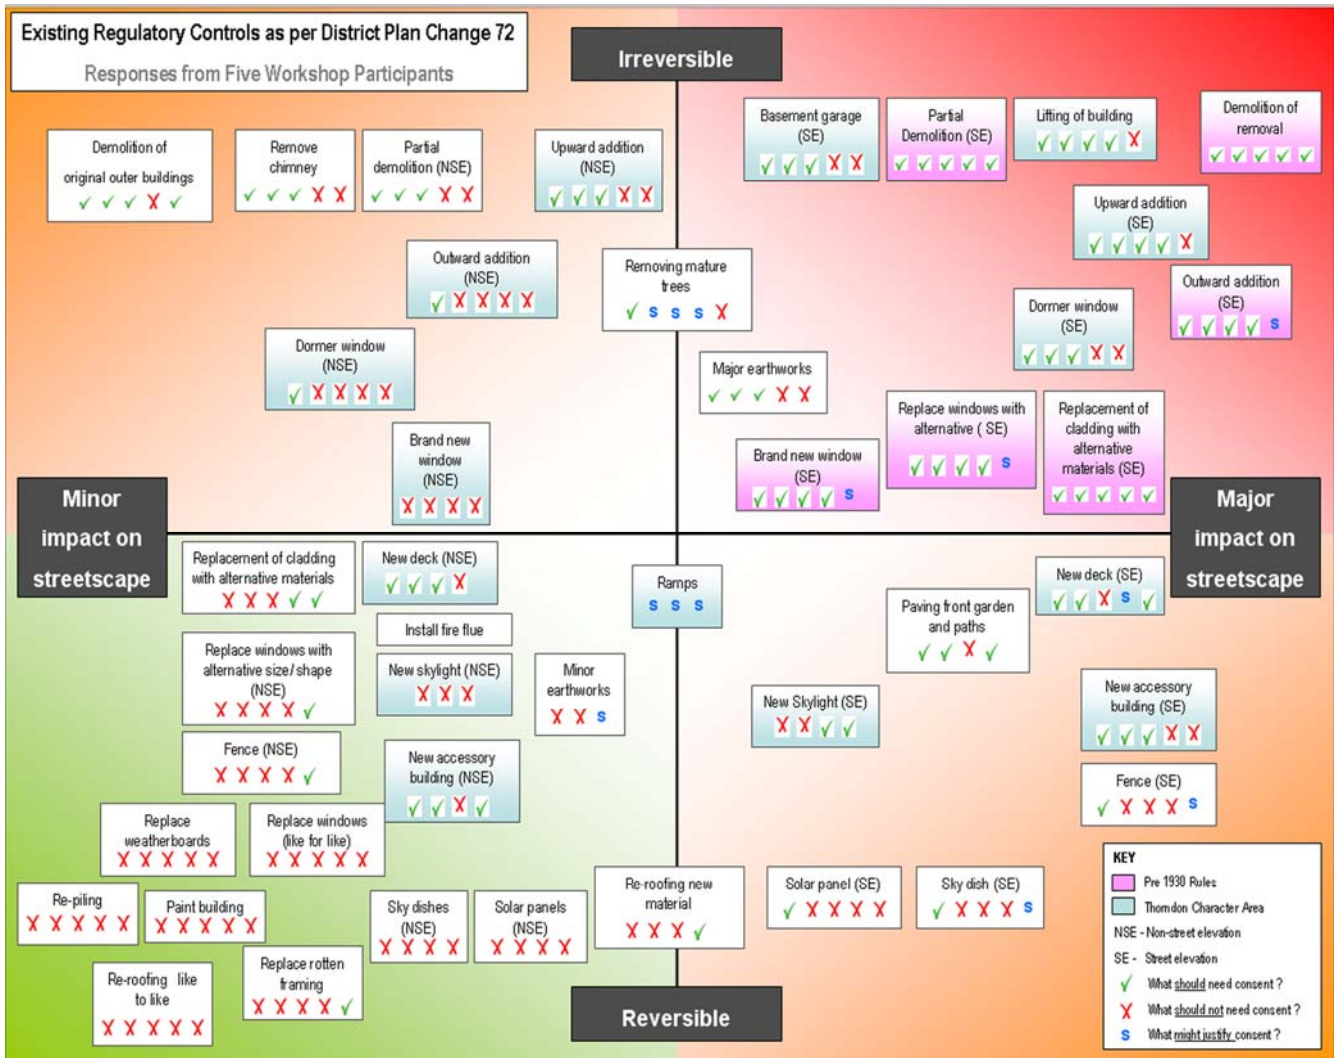 Existing Regulatory Controls as per District Plan Change 72
Responses from Five Workshop Participants
Irreversible
Demolition of
original outer buildings
✓ ✓ ✓ X ✓
Remove
chimney
✓ ✓ ✓ X X
Partial
demolition (NSE)
✓ ✓ ✓ X X
Upward addition
(NSE)
✓ ✓ ✓ X X
Basement garage
(SE)
✓ ✓ ✓ X X
Partial
Demolition (SE)
✓ ✓ ✓ ✓ ✓
Lifting of building
✓ ✓ ✓ ✓ X
Demolition of
removal
✓ ✓ ✓ ✓ ✓
Upward addition
(SE)
✓ ✓ ✓ ✓ X
Outward addition
(NSE)
✓ X X X X
Removing mature
trees
✓ S S S X
Outward addition
(SE)
✓ ✓ ✓ ✓ S
Dormer window
(SE)
✓ ✓ ✓ X X
Dormer window
(NSE)
✓ X X X X
Major earthworks
✓ ✓ ✓ X X
Replace windows with
alternative ( SE)
✓ ✓ ✓ ✓ S
Replacement of
cladding with
alternative
materials (SE)
✓ ✓ ✓ ✓ ✓
Brand new
window
(NSE)
X X X X
Brand new window
(SE)
✓ ✓ ✓ ✓ S
Minor
impact on
streetscape
Major
impact on
streetscape
Replacement of cladding
with alternative materials
X X X ✓ ✓
New deck (NSE)
✓ ✓ ✓ X
Ramps
S S S
New deck (SE)
✓ ✓ X S ✓
Paving front garden
and paths
✓ ✓ X ✓
Install fire flue
Replace windows with
alternative size/ shape
(NSE)
X X X X ✓
New skylight (NSE)
X X X
Minor
earthworks
X X S
New Skylight (SE)
X X ✓ ✓
New accessory
building (SE)
✓ ✓ ✓ X X
Fence (NSE)
X X X X ✓
New accessory
building (NSE)
✓ ✓ X ✓
Fence (SE)
✓ X X X S
Replace
weatherboards
X X X X X
Replace windows
(like for like)
X X X X X
Re-piling
X X X X X
Paint building
X X X X X
Sky dishes
(NSE)
X X X X
Solar panels
(NSE)
X X X X
Re-roofing new
material
X X X ✓
Solar panel (SE)
✓ X X X X
Sky dish (SE)
✓ X X X S
Re-roofing like
to like
X X X X X
Replace rotten
framing
X X X X ✓
Reversible
KEY
Pre 1930 Rules
Thorndon Character Area
NSE - Non-street elevation
SE - Street elevation
✓ What should need consent ?
X What should not need consent ?
S What might justify consent ?